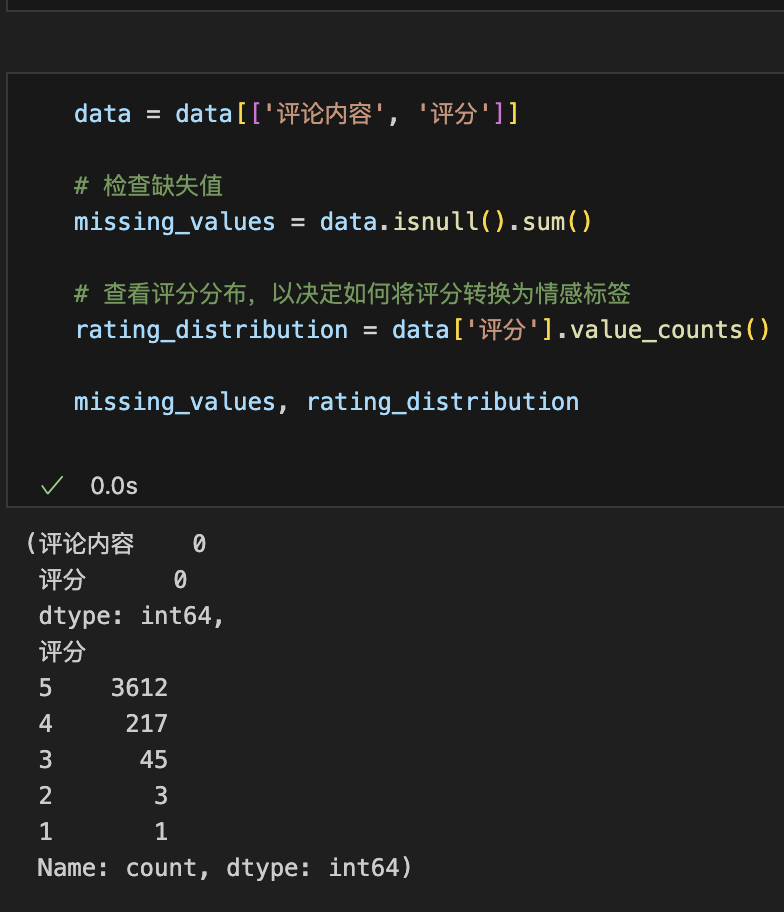 data = data[['评论内容', '评分']]
# 检查缺失值
missing_values = data.isnull().sum()
# 查看评分分布，以决定如何将评分转换为情感标签
rating_distribution = data['评分'].value_counts()
missing_values, rating_distribution
✓ 0.0s
(评论内容    0
评分      0
dtype: int64,
评分
5    3612
4     217
3      45
2       3
1       1
Name: count, dtype: int64)